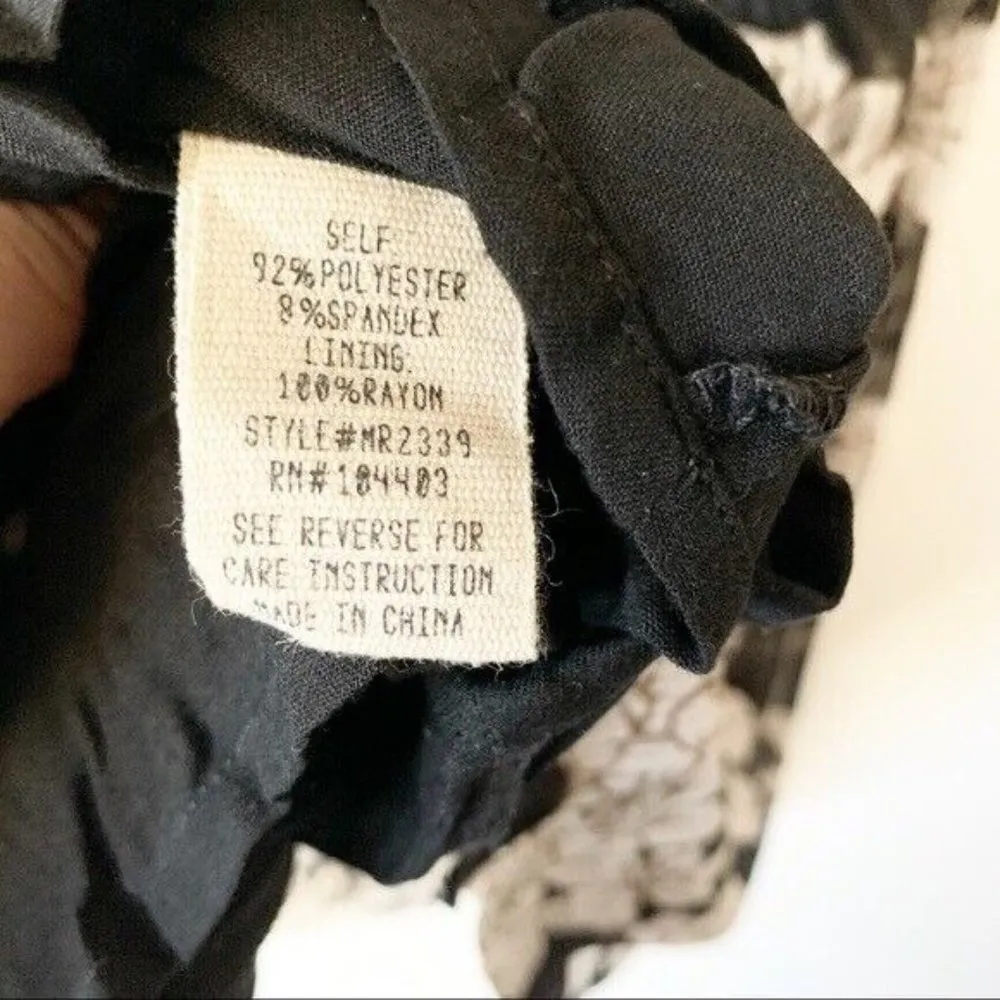 SELF
92%POLYESTER
8%SPANDEX
LINING:
100%RAYON
STYLE#MR2339
RN#104403
SEE REVERSE FOR
CARE INSTRUCTION
MADE IN CHINA